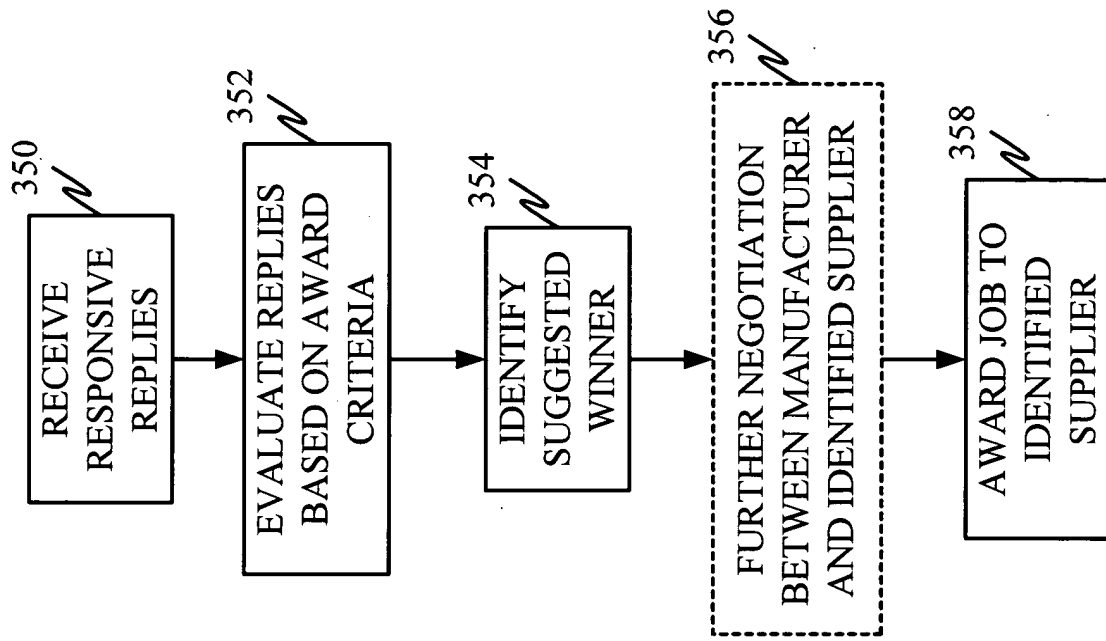 350
RECEIVE
RESPONSIVE
REPLIES
352
EVALUATE REPLIES
BASED ON AWARD
CRITERIA
354
IDENTIFY
SUGGESTED
WINNER
356
FURTHER NEGOTIATION
BETWEEN MANUFACTURER
AND IDENTIFIED SUPPLIER
358
AWARD JOB TO
IDENTIFIED
SUPPLIER